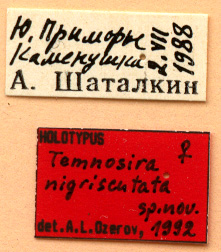 Ю. Приморье
Каменушка 2.VII
1988
А. Шаталкин
HOLOTYPUS ♀
Temnosira
nigriscutata
sp. nov.
det. A. L. Ozerov, 1992